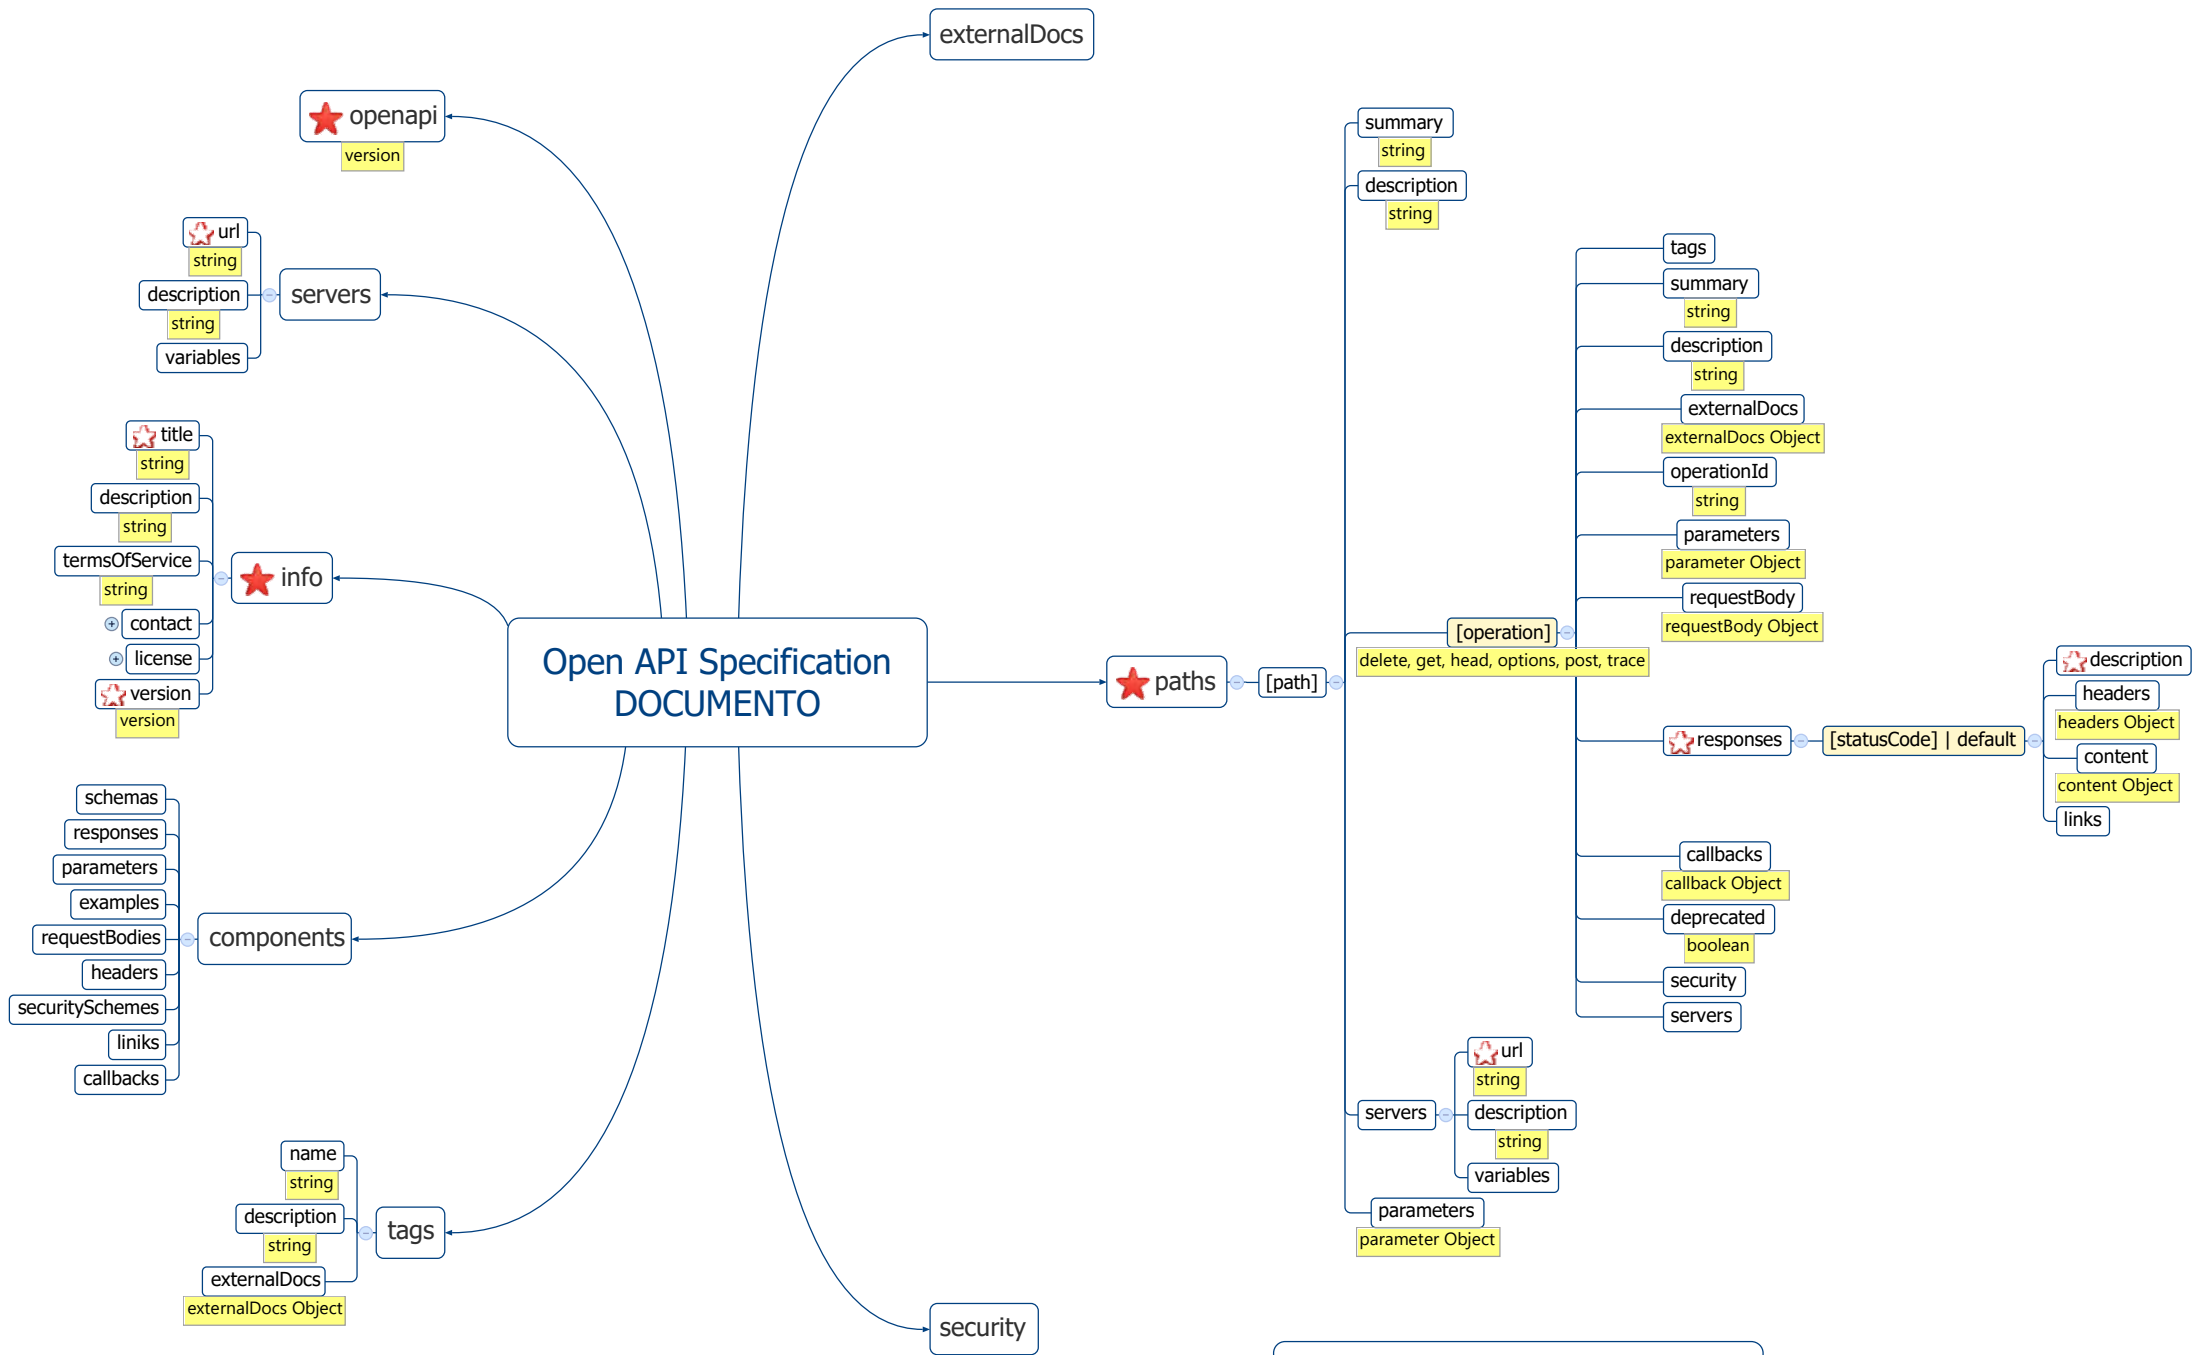 externalDocs
openapi
version
url
string
description
string
variables
servers
title
string
description
string
termsOfService
string
contact
license
version
version
info
Open API Specification
DOCUMENTO
schemas
responses
parameters
examples
requestBodies
headers
securitySchemes
liniks
callbacks
components
name
string
description
string
externalDocs
externalDocs Object
tags
security
paths
[path]
summary
string
description
string
[operation]
delete, get, head, options, post, trace
tags
summary
string
description
string
externalDocs
externalDocs Object
operationId
string
parameters
parameter Object
requestBody
requestBody Object
responses
[statusCode] | default
description
headers
headers Object
content
content Object
links
callbacks
callback Object
deprecated
boolean
security
servers
servers
url
string
description
string
variables
parameters
parameter Object